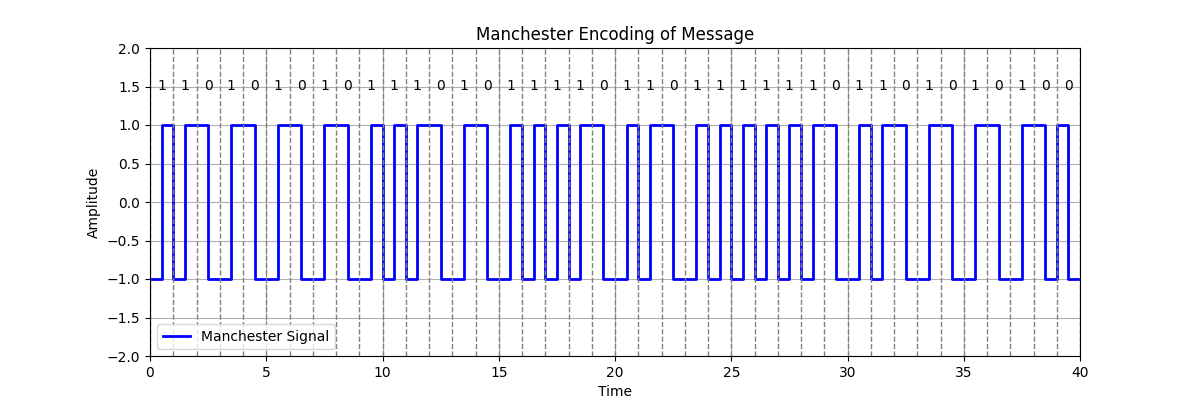 Manchester Encoding of Message
2.0
1 1 0 1 0 1 0 1 0 1 1 1 0 1 0 1 1 1 1 0 1 1 0 1 1 1 1 1 1 0 1 1 0 1 0 1 0 1 0 0
1.5
1.0
0.5
0.0
−0.5
−1.0
−1.5
−2.0
Amplitude
Manchester Signal
0 5 10 15 20 25 30 35 40
Time